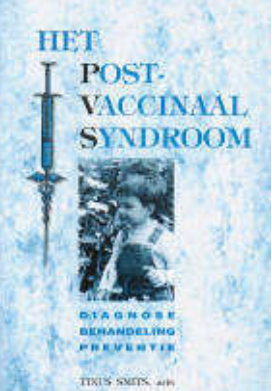 HET
POST-
VACCINAAL
SYNDROOM
DIAGNOSE
BEHANDELING
PREVENTIE
TINUS SMITS, arts